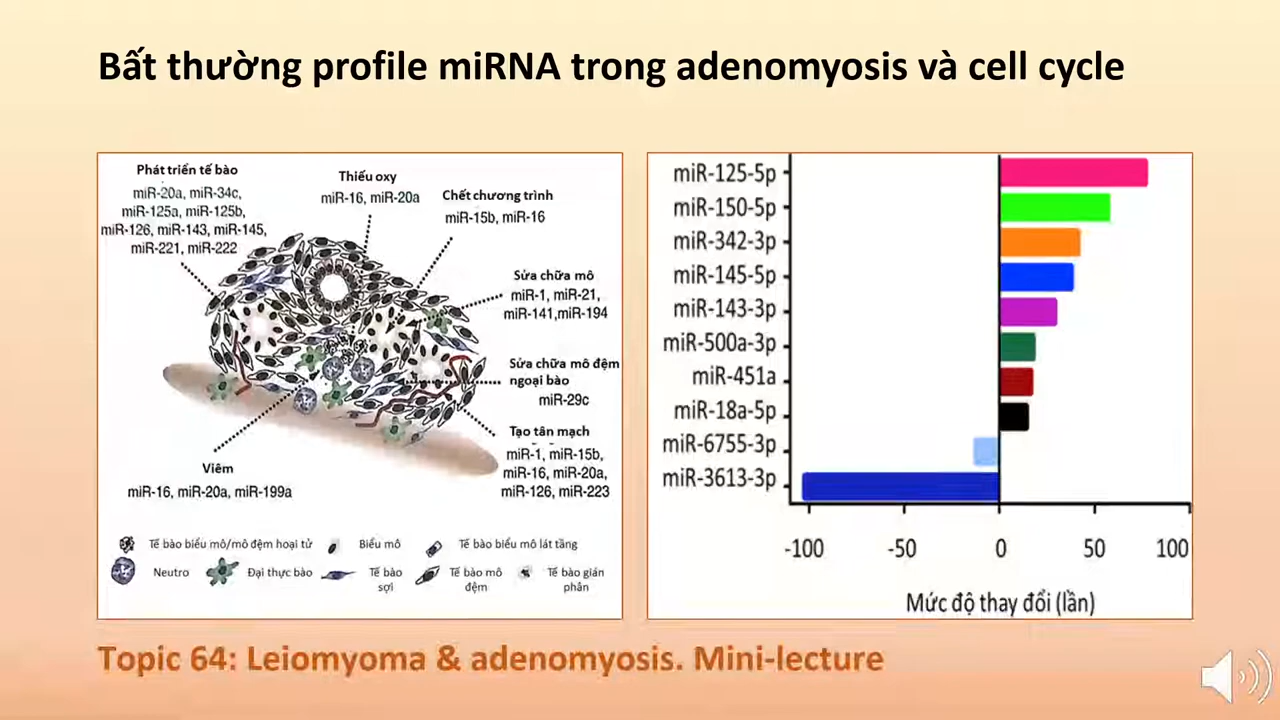 Bất thường profile miRNA trong adenomyosis và cell cycle
Phát triển tế bào
miR-20a, miR-34c,
miR-125a, miR-125b,
miR-126, miR-143, miR-145,
miR-221, miR-222
Thiếu oxy
miR-16, miR-20a
Chết chương trình
miR-15b, miR-16
Sửa chữa mô
miR-1, miR-21,
miR-141,miR-194
Sửa chữa mô đệm
ngoại bào
miR-29c
Tạo tân mạch
miR-1, miR-15b,
miR-16, miR-20a,
miR-126, miR-223
Viêm
miR-16, miR-20a, miR-199a
Tế bào biểu mô/mô đệm hoại tử
Biểu mô
Tế bào biểu mô lát tầng
Neutro
Đại thực bào
Tế bào
sợi
Tế bào mô
đệm
Tế bào gián
phân
miR-125-5p
miR-150-5p
miR-342-3p
miR-145-5p
miR-143-3p
miR-500a-3p
miR-451a
miR-18a-5p
miR-6755-3p
miR-3613-3p
-100 -50 0 50 100
Mức độ thay đổi (lần)
Topic 64: Leiomyoma & adenomyosis. Mini-lecture